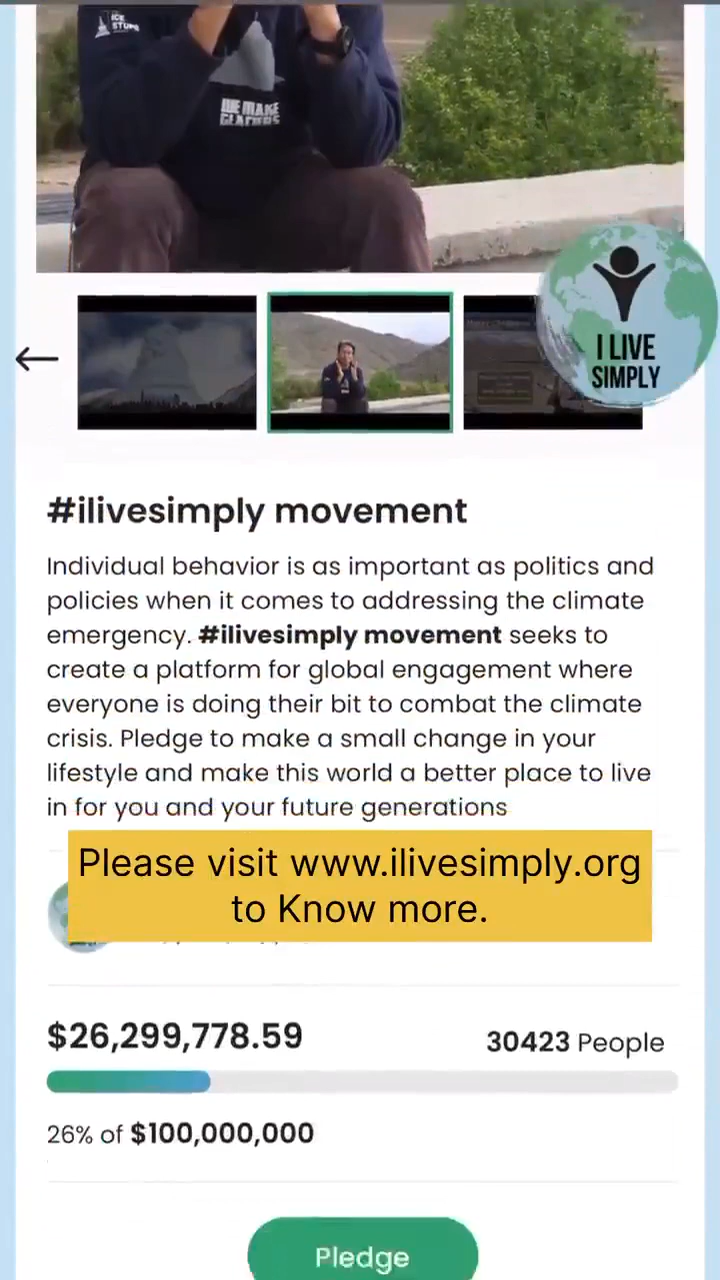 ICE
STUPA
WE MAKE
GLACIERS
I LIVE
SIMPLY
#ilivesimply movement
Individual behavior is as important as politics and
policies when it comes to addressing the climate
emergency. #ilivesimply movement seeks to
create a platform for global engagement where
everyone is doing their bit to combat the climate
crisis. Pledge to make a small change in your
lifestyle and make this world a better place to live
in for you and your future generations
Please visit www.ilivesimply.org
to Know more.
$26,299,778.59
30423 People
26% of $100,000,000
Pledge